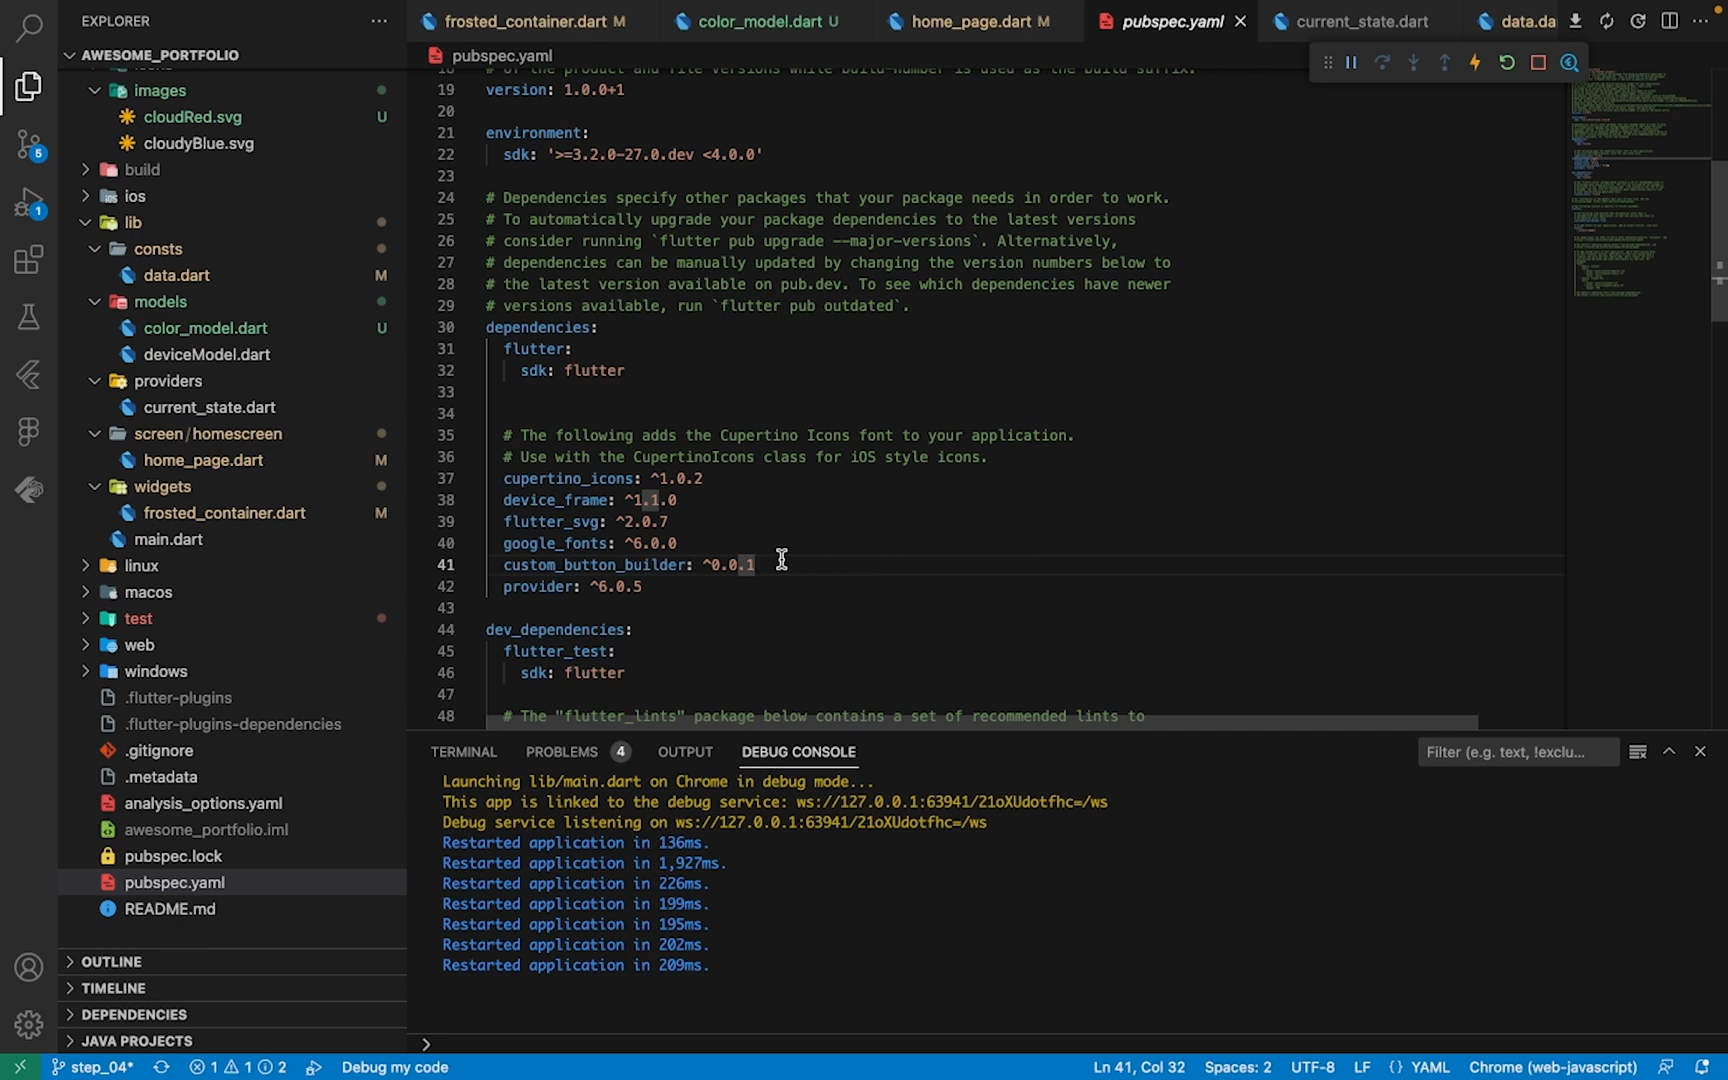 EXPLORER
AWESOME_PORTFOLIO
images
cloudRed.svg U
cloudyBlue.svg
build
ios
lib
consts
data.dart M
models
color_model.dart U
deviceModel.dart
providers
current_state.dart
screen/homescreen
home_page.dart M
widgets
frosted_container.dart M
main.dart
linux
macos
test
web
windows
.flutter-plugins
.flutter-plugins-dependencies
.gitignore
.metadata
analysis_options.yaml
awesome_portfolio.iml
pubspec.lock
pubspec.yaml
README.md
OUTLINE
TIMELINE
DEPENDENCIES
JAVA PROJECTS
5
1
frosted_container.dart M
color_model.dart U
home_page.dart M
pubspec.yaml
current_state.dart
data.da
pubspec.yaml
# of the product and file versions while build-number is used as the build suffix.
19 version: 1.0.0+1
20
21 environment:
22 sdk: '>=3.2.0-27.0.dev <4.0.0'
23
24 # Dependencies specify other packages that your package needs in order to work.
25 # To automatically upgrade your package dependencies to the latest versions
26 # consider running `flutter pub upgrade --major-versions`. Alternatively,
27 # dependencies can be manually updated by changing the version numbers below to
28 # the latest version available on pub.dev. To see which dependencies have newer
29 # versions available, run `flutter pub outdated`.
30 dependencies:
31 flutter:
32 sdk: flutter
33
34
35 # The following adds the Cupertino Icons font to your application.
36 # Use with the CupertinoIcons class for iOS style icons.
37 cupertino_icons: ^1.0.2
38 device_frame: ^1.1.0
39 flutter_svg: ^2.0.7
40 google_fonts: ^6.0.0
41 custom_button_builder: ^0.0.1
42 provider: ^6.0.5
43
44 dev_dependencies:
45 flutter_test:
46 sdk: flutter
47
48 # The "flutter_lints" package below contains a set of recommended lints to
TERMINAL PROBLEMS 4 OUTPUT DEBUG CONSOLE
Filter (e.g. text, !exclu...
Launching lib/main.dart on Chrome in debug mode...
This app is linked to the debug service: ws://127.0.0.1:63941/21oXUdotfhc=/ws
Debug service listening on ws://127.0.0.1:63941/21oXUdotfhc=/ws
Restarted application in 136ms.
Restarted application in 1,927ms.
Restarted application in 226ms.
Restarted application in 199ms.
Restarted application in 195ms.
Restarted application in 202ms.
Restarted application in 209ms.
step_04* 1 1 2 Debug my code Ln 41, Col 32 Spaces: 2 UTF-8 LF {} YAML Chrome (web-javascript)